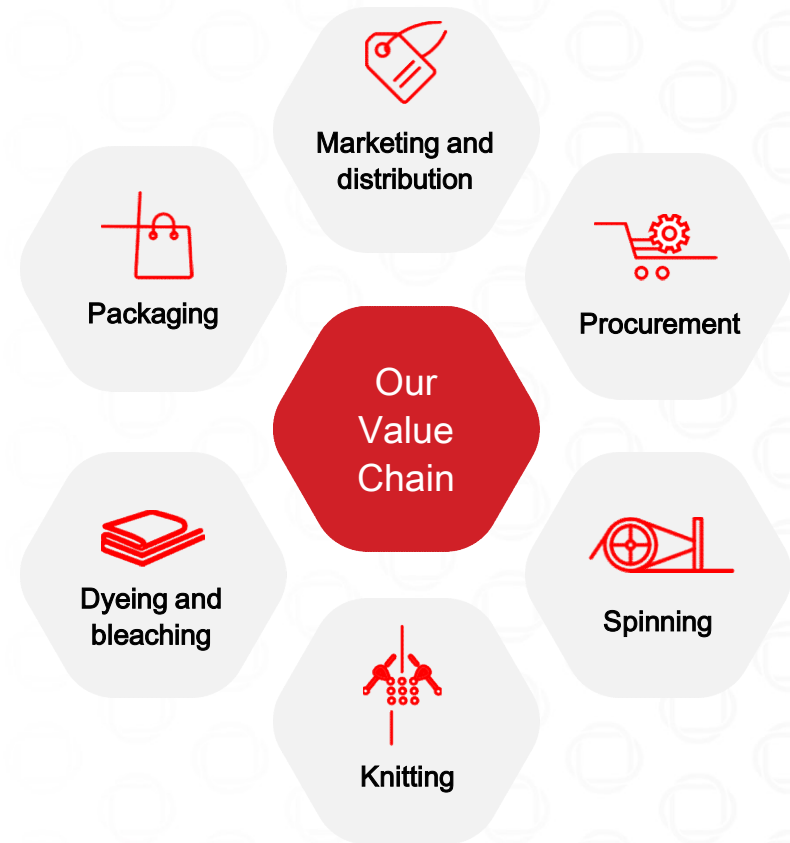 Marketing and
distribution
Packaging
Procurement
Our
Value
Chain
Dyeing and
bleaching
Spinning
Knitting